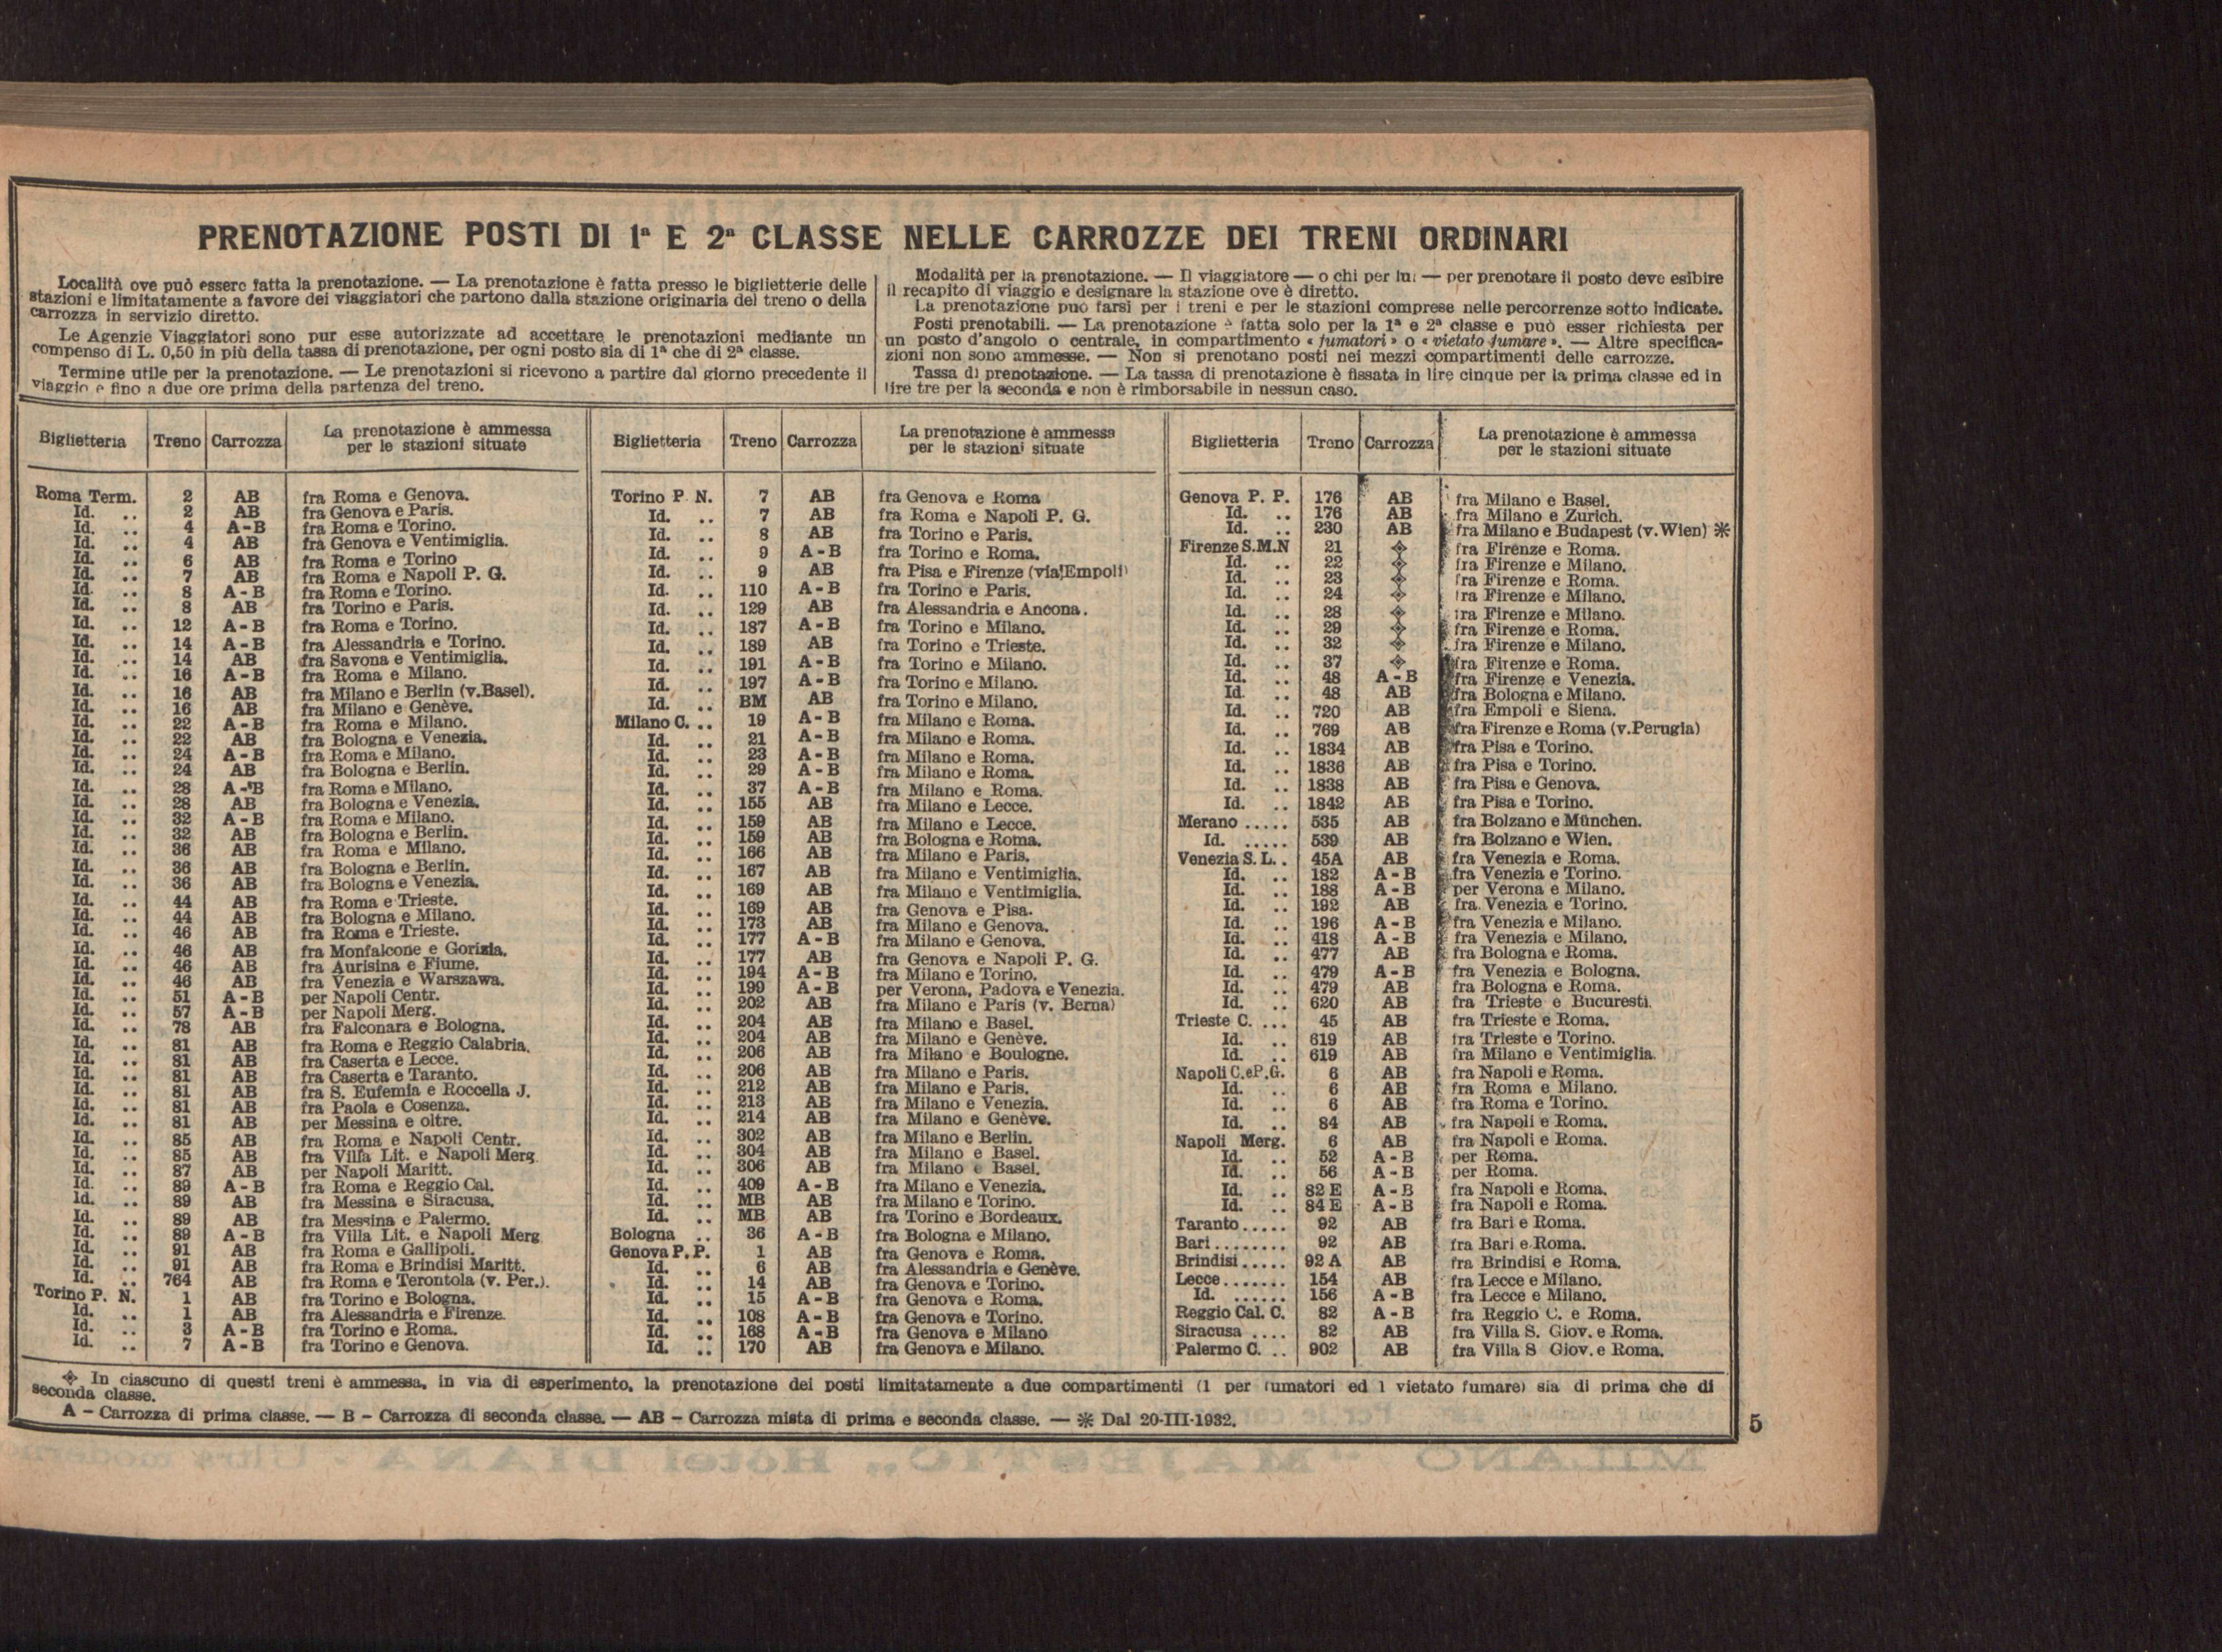 PRENOTAZIONE POSTI DI 1ª E 2ª CLASSE NELLE CARROZZE DEI TRENI ORDINARI
Località ove può essere fatta la prenotazione. — La prenotazione è fatta presso le biglietterie delle
stazioni e limitatamente a favore dei viaggiatori che partono dalla stazione originaria del treno o della
carrozza in servizio diretto.
Le Agenzie Viaggiatori sono pur esse autorizzate ad accettare le prenotazioni mediante un
compenso di L. 0,50 in più della tassa di prenotazione, per ogni posto sia di 1ª che di 2ª classe.
Termine utile per la prenotazione. — Le prenotazioni si ricevono a partire dal giorno precedente il
viaggio e fino a due ore prima della partenza del treno.
Modalità per la prenotazione. — Il viaggiatore — o chi per lui — per prenotare il posto deve esibire
il recapito di viaggio e designare la stazione ove è diretto.
La prenotazione può farsi per i treni e per le stazioni comprese nelle percorrenze sotto indicate.
Posti prenotabili. — La prenotazione è fatta solo per la 1ª e 2ª classe e può esser richiesta per
un posto d'angolo o centrale, in compartimento « fumatori » o « vietato fumare ». — Altre specifica-
zioni non sono ammesse. — Non si prenotano posti nei mezzi compartimenti delle carrozze.
Tassa di prenotazione. — La tassa di prenotazione è fissata in lire cinque per la prima classe ed in
lire tre per la seconda e non è rimborsabile in nessun caso.
Biglietteria Treno Carrozza La prenotazione è ammessa
per le stazioni situate
Roma Term. 2 AB fra Roma e Genova.
Id. .. 2 AB fra Genova e Paris.
Id. .. 4 A-B fra Roma e Torino.
Id. .. 4 AB fra Genova e Ventimiglia.
Id. .. 6 AB fra Roma e Torino
Id. .. 7 AB fra Roma e Napoli P. G.
Id. .. 8 A-B fra Roma e Torino.
Id. .. 8 AB fra Torino e Paris.
Id. .. 12 A-B fra Roma e Torino.
Id. .. 14 A-B fra Alessandria e Torino.
Id. .. 14 AB fra Savona e Ventimiglia.
Id. .. 16 A-B fra Roma e Milano.
Id. .. 16 AB fra Milano e Berlin (v.Basel).
Id. .. 16 AB fra Milano e Genève.
Id. .. 22 A-B fra Roma e Milano.
Id. .. 22 AB fra Bologna e Venezia.
Id. .. 24 A-B fra Roma e Milano.
Id. .. 24 AB fra Bologna e Berlin.
Id. .. 28 A-B fra Roma e Milano.
Id. .. 28 AB fra Bologna e Venezia.
Id. .. 32 A-B fra Roma e Milano.
Id. .. 32 AB fra Bologna e Berlin.
Id. .. 36 AB fra Roma e Milano.
Id. .. 36 AB fra Bologna e Berlin.
Id. .. 36 AB fra Bologna e Venezia.
Id. .. 44 AB fra Roma e Trieste.
Id. .. 44 AB fra Bologna e Milano.
Id. .. 46 AB fra Roma e Trieste.
Id. .. 46 AB fra Monfalcone e Gorizia.
Id. .. 46 AB fra Aurisina e Fiume.
Id. .. 46 AB fra Venezia e Warszawa.
Id. .. 51 A-B per Napoli Centr.
Id. .. 57 A-B per Napoli Merg.
Id. .. 78 AB fra Falconara e Bologna.
Id. .. 81 AB fra Roma e Reggio Calabria.
Id. .. 81 AB fra Caserta e Lecce.
Id. .. 81 AB fra Caserta e Taranto.
Id. .. 81 AB fra S. Eufemia e Roccella J.
Id. .. 81 AB fra Paola e Cosenza.
Id. .. 81 AB per Messina e oltre.
Id. .. 85 AB fra Roma e Napoli Centr.
Id. .. 85 AB fra Villa Lit. e Napoli Merg.
Id. .. 87 AB per Napoli Maritt.
Id. .. 89 A-B fra Roma e Reggio Cal.
Id. .. 89 AB fra Messina e Siracusa.
Id. .. 89 AB fra Messina e Palermo.
Id. .. 89 A-B fra Villa Lit. e Napoli Merg
Id. .. 91 AB fra Roma e Gallipoli.
Id. .. 91 AB fra Roma e Brindisi Maritt.
Id. .. 764 AB fra Roma e Terontola (v. Per.).
Torino P. N. 1 AB fra Torino e Bologna.
Id. .. 1 AB fra Alessandria e Firenze
Id. .. 3 A-B fra Torino e Roma.
Id. .. 7 A-B fra Torino e Genova.
Biglietteria Treno Carrozza La prenotazione è ammessa
per le stazioni situate
Torino P. N. 7 AB fra Genova e Roma
Id. .. 7 AB fra Roma e Napoli P. G.
Id. .. 8 AB fra Torino e Paris.
Id. .. 9 A-B fra Torino e Roma.
Id. .. 9 AB fra Pisa e Firenze (via Empoli)
Id. .. 110 A-B fra Torino e Paris.
Id. .. 129 AB fra Alessandria e Ancona.
Id. .. 187 A-B fra Torino e Milano.
Id. .. 189 AB fra Torino e Trieste.
Id. .. 191 A-B fra Torino e Milano.
Id. .. 197 A-B fra Torino e Milano.
Id. .. BM AB fra Torino e Milano.
Milano C. .. 19 A-B fra Milano e Roma.
Id. .. 21 A-B fra Milano e Roma.
Id. .. 23 A-B fra Milano e Roma.
Id. .. 29 A-B fra Milano e Roma.
Id. .. 37 A-B fra Milano e Roma.
Id. .. 155 AB fra Milano e Lecce.
Id. .. 159 AB fra Milano e Lecce.
Id. .. 159 AB fra Bologna e Roma.
Id. .. 166 AB fra Milano e Paris.
Id. .. 167 AB fra Milano e Ventimiglia.
Id. .. 169 AB fra Milano e Ventimiglia.
Id. .. 169 AB fra Genova e Pisa.
Id. .. 173 AB fra Milano e Genova.
Id. .. 177 A-B fra Milano e Genova.
Id. .. 177 AB fra Genova e Napoli P. G.
Id. .. 194 A-B fra Milano e Torino.
Id. .. 199 A-B per Verona, Padova e Venezia.
Id. .. 202 AB fra Milano e Paris (v. Berna)
Id. .. 204 AB fra Milano e Basel.
Id. .. 204 AB fra Milano e Genève.
Id. .. 206 AB fra Milano e Boulogne.
Id. .. 206 AB fra Milano e Paris.
Id. .. 212 AB fra Milano e Paris.
Id. .. 213 AB fra Milano e Venezia.
Id. .. 214 AB fra Milano e Genève.
Id. .. 302 AB fra Milano e Berlin.
Id. .. 304 AB fra Milano e Basel.
Id. .. 306 AB fra Milano e Basel.
Id. .. 409 A-B fra Milano e Venezia.
Id. .. MB AB fra Milano e Torino.
Id. .. MB AB fra Torino e Bordeaux.
Bologna .. 36 A-B fra Bologna e Milano.
Genova P. P. 1 AB fra Genova e Roma.
Id. .. 6 AB fra Alessandria e Genève.
Id. .. 14 AB fra Genova e Torino.
Id. .. 15 A-B fra Genova e Roma.
Id. .. 108 A-B fra Genova e Torino.
Id. .. 168 A-B fra Genova e Milano
Id. .. 170 AB fra Genova e Milano.
Biglietteria Treno Carrozza La prenotazione è ammessa
per le stazioni situate
Genova P. P. 176 AB fra Milano e Basel.
Id. .. 176 AB fra Milano e Zurich.
Id. .. 230 AB fra Milano e Budapest (v.Wien) ✻
Firenze S.M.N 21 ✥ fra Firenze e Roma.
Id. .. 22 ✥ fra Firenze e Milano.
Id. .. 23 ✥ fra Firenze e Roma.
Id. .. 24 ✥ fra Firenze e Milano.
Id. .. 28 ✥ fra Firenze e Milano.
Id. .. 29 ✥ fra Firenze e Roma.
Id. .. 32 ✥ fra Firenze e Milano.
Id. .. 37 ✥ fra Firenze e Roma.
Id. .. 48 A-B fra Firenze e Venezia.
Id. .. 48 AB fra Bologna e Milano.
Id. .. 720 AB fra Empoli e Siena.
Id. .. 769 AB fra Firenze e Roma (v.Perugia)
Id. .. 1834 AB fra Pisa e Torino.
Id. .. 1836 AB fra Pisa e Torino.
Id. .. 1838 AB fra Pisa e Genova.
Id. .. 1842 AB fra Pisa e Torino.
Merano ..... 535 AB fra Bolzano e München.
Id. ..... 539 AB fra Bolzano e Wien.
Venezia S. L. . 45A AB fra Venezia e Roma.
Id. .. 182 A-B fra Venezia e Torino.
Id. .. 188 A-B per Verona e Milano.
Id. .. 192 AB fra Venezia e Torino.
Id. .. 196 A-B fra Venezia e Milano.
Id. .. 418 A-B fra Venezia e Milano.
Id. .. 477 AB fra Bologna e Roma.
Id. .. 479 A-B fra Venezia e Bologna.
Id. .. 479 AB fra Bologna e Roma.
Id. .. 620 AB fra Trieste e Bucuresti.
Trieste C. ... 45 AB fra Trieste e Roma.
Id. .. 619 AB fra Trieste e Torino.
Id. .. 619 AB fra Milano e Ventimiglia.
Napoli C.eP.G. 6 AB fra Napoli e Roma.
Id. .. 6 AB fra Roma e Milano.
Id. .. 6 AB fra Roma e Torino.
Id. .. 84 AB fra Napoli e Roma.
Napoli Merg. 6 AB fra Napoli e Roma.
Id. .. 52 A-B per Roma.
Id. .. 56 A-B per Roma.
Id. .. 82 E A-B fra Napoli e Roma.
Id. .. 84 E A-B fra Napoli e Roma.
Taranto ..... 92 AB fra Bari e Roma.
Bari ........ 92 AB fra Bari e Roma.
Brindisi ..... 92 A AB fra Brindisi e Roma.
Lecce ....... 154 AB fra Lecce e Milano.
Id. ...... 156 A-B fra Lecce e Milano.
Reggio Cal. C. 82 A-B fra Reggio C. e Roma.
Siracusa .... 82 AB fra Villa S. Giov. e Roma.
Palermo C. .. 902 AB fra Villa S Giov. e Roma.
✥ In ciascuno di questi treni è ammessa, in via di esperimento, la prenotazione dei posti limitatamente a due compartimenti (1 per fumatori ed 1 vietato fumare) sia di prima che di
seconda classe.
A - Carrozza di prima classe. — B - Carrozza di seconda classe. — AB - Carrozza mista di prima e seconda classe. — ✻ Dal 20-III-1932.
5